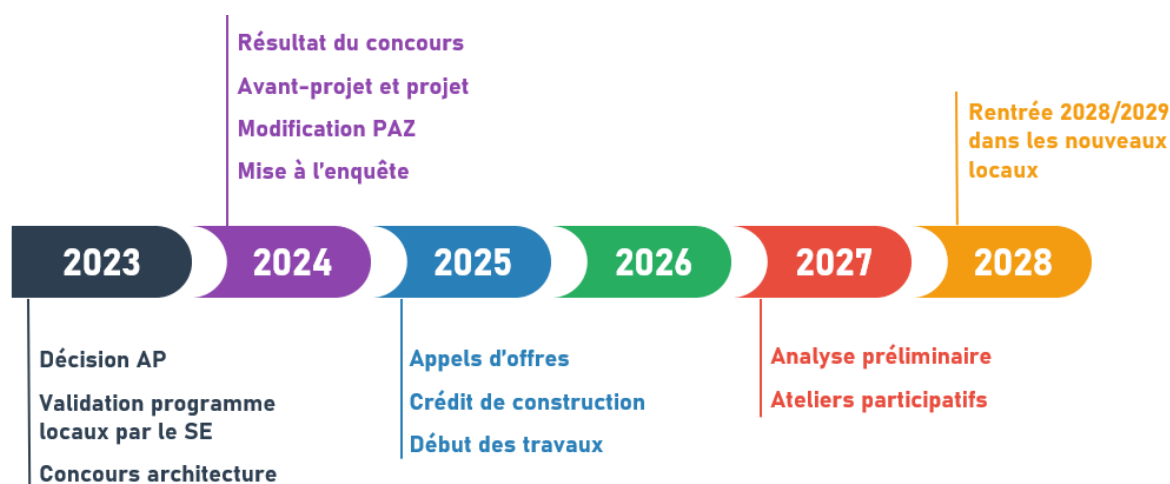 Résultat du concours
Avant-projet et projet
Modification PAZ
Mise à l'enquête
Rentrée 2028/2029
dans les nouveaux
locaux
2023
2024
2025
2026
2027
2028
Décision AP
Validation programme
locaux par le SE
Concours architecture
Appels d'offres
Crédit de construction
Début des travaux
Analyse préliminaire
Ateliers participatifs